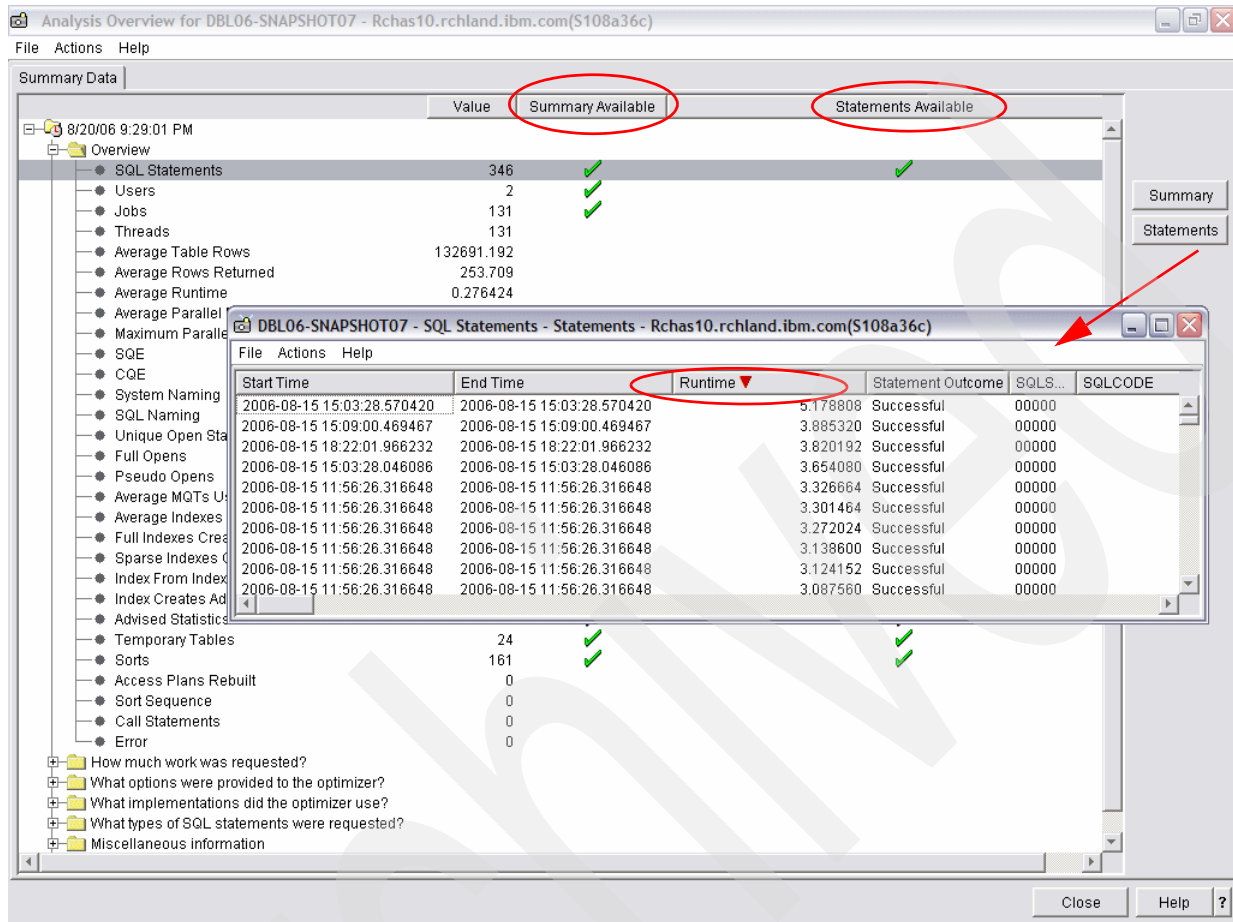 Analysis Overview for DBL06-SNAPSHOT07 - Rchas10.rchland.ibm.com(S108a36c)
File Actions Help
Summary Data
Value Summary Available Statements Available
8/20/06 9:29:01 PM
Overview
SQL Statements 346
Users 2
Jobs 131
Threads 131
Average Table Rows 132691.192
Average Rows Returned 253.709
Average Runtime 0.276424
Average Parallel
Maximum Paralle
SQE
CQE
System Naming
SQL Naming
Unique Open Sta
Full Opens
Pseudo Opens
Average MQTs U
Average Indexes
Full Indexes Crea
Sparse Indexes
Index From Index
Index Creates Ad
Advised Statistics
Temporary Tables 24
Sorts 161
Access Plans Rebuilt 0
Sort Sequence 0
Call Statements 0
Error 0
How much work was requested?
What options were provided to the optimizer?
What implementations did the optimizer use?
What types of SQL statements were requested?
Miscellaneous information
Summary
Statements
DBL06-SNAPSHOT07 - SQL Statements - Statements - Rchas10.rchland.ibm.com(S108a36c)
File Actions Help
Start Time End Time Runtime Statement Outcome SQLS... SQLCODE
2006-08-15 15:03:28.570420 2006-08-15 15:03:28.570420 5.178808 Successful 00000
2006-08-15 15:09:00.469467 2006-08-15 15:09:00.469467 3.885320 Successful 00000
2006-08-15 18:22:01.966232 2006-08-15 18:22:01.966232 3.820192 Successful 00000
2006-08-15 15:03:28.046086 2006-08-15 15:03:28.046086 3.654080 Successful 00000
2006-08-15 11:56:26.316648 2006-08-15 11:56:26.316648 3.326664 Successful 00000
2006-08-15 11:56:26.316648 2006-08-15 11:56:26.316648 3.301464 Successful 00000
2006-08-15 11:56:26.316648 2006-08-15 11:56:26.316648 3.272024 Successful 00000
2006-08-15 11:56:26.316648 2006-08-15 11:56:26.316648 3.138600 Successful 00000
2006-08-15 11:56:26.316648 2006-08-15 11:56:26.316648 3.124152 Successful 00000
2006-08-15 11:56:26.316648 2006-08-15 11:56:26.316648 3.087560 Successful 00000
Close Help ?